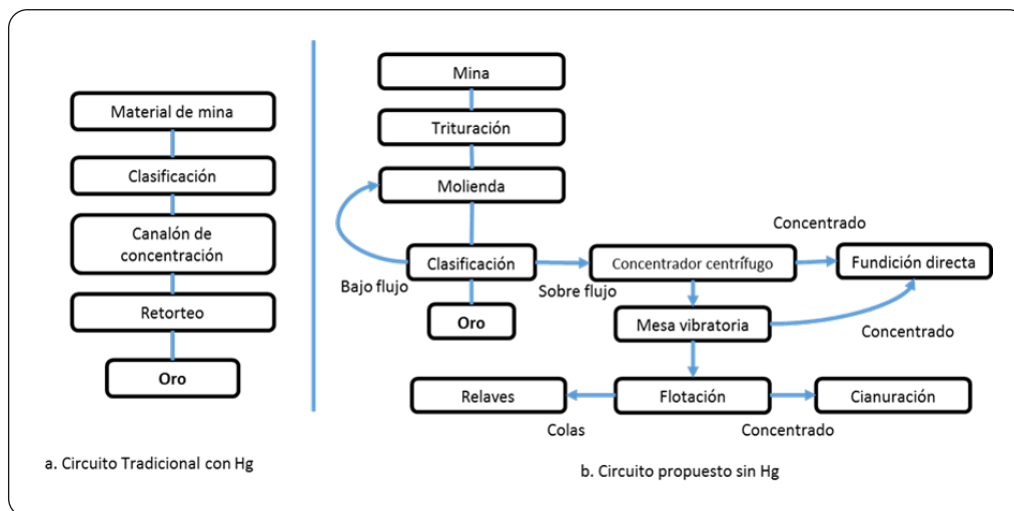 Material de mina
Clasificación
Canalón de
concentración
Retorteo
Oro
a. Circuito Tradicional con Hg
Mina
Trituración
Molienda
Clasificación
Bajo flujo
Sobre flujo
Oro
Concentrador centrífugo
Concentrado
Fundición directa
Mesa vibratoria
Concentrado
Relaves
Flotación
Cianuración
Colas
Concentrado
b. Circuito propuesto sin Hg